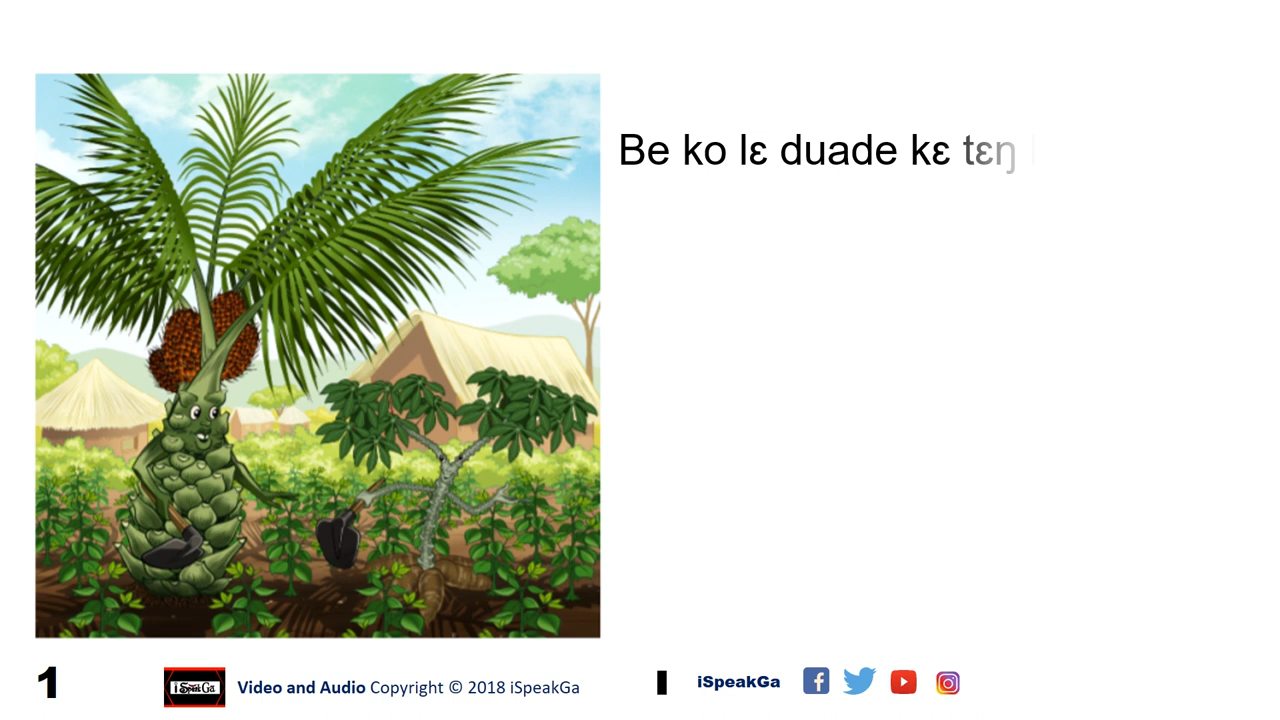 Be ko lɛ duade kɛ tɛŋ
1
iSpeakGa
Video and Audio Copyright © 2018 iSpeakGa
iSpeakGa